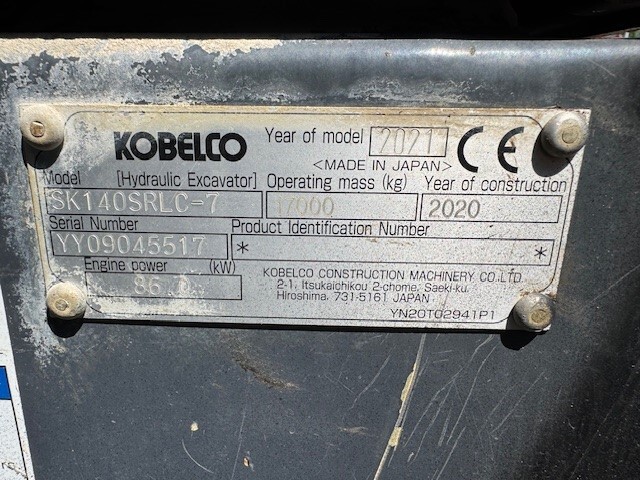 KOBELCO Year of model 2021 CE
<MADE IN JAPAN>
Model [Hydraulic Excavator] Operating mass (kg) Year of construction
SK140SRLC-7 17000 2020
Serial Number Product Identification Number
YY09045517 * *
Engine power (kW)
86.
KOBELCO CONSTRUCTION MACHINERY CO.,LTD.
2-1, Itsukaichikou 2-chome, Saeki-ku,
Hiroshima, 731-5161 JAPAN
YN20T02941P1